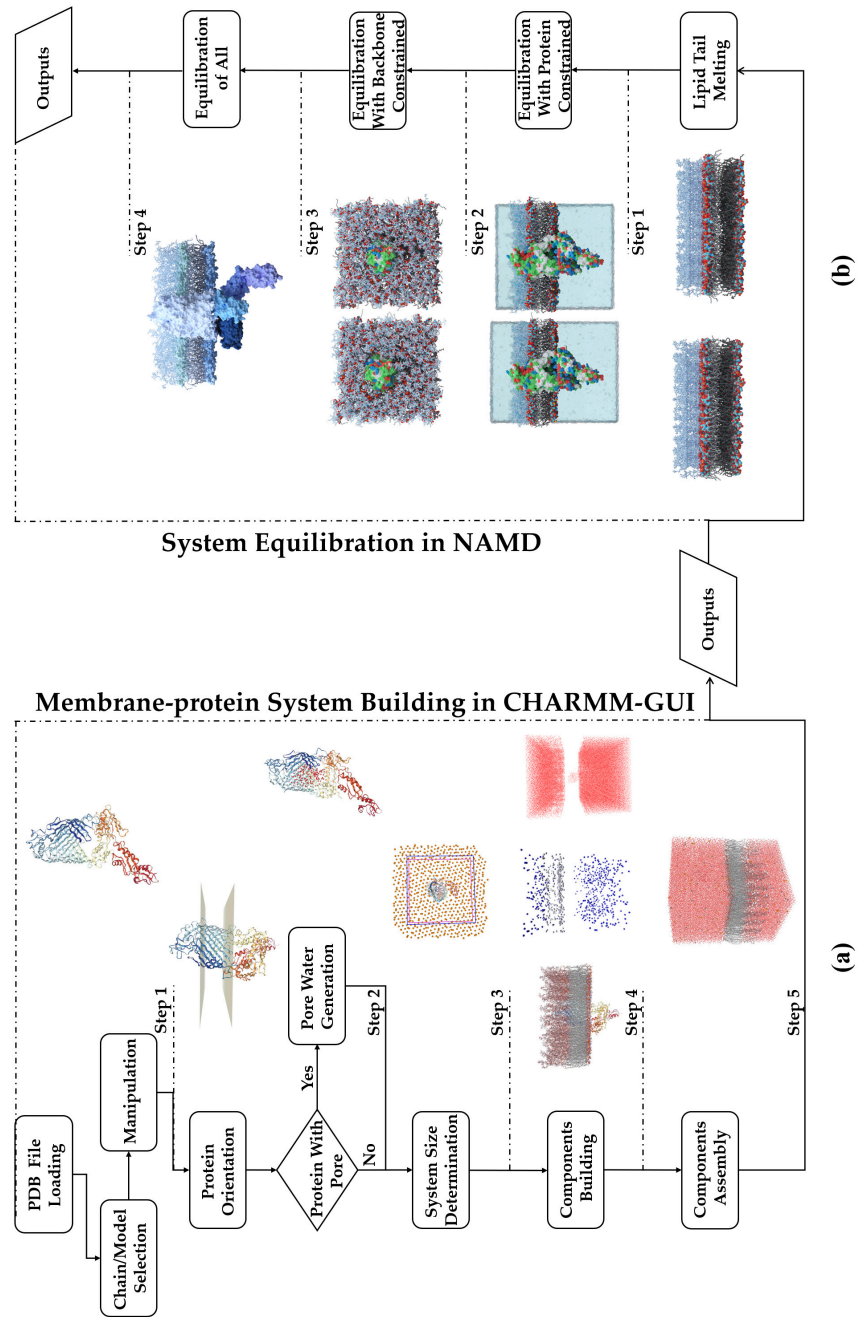 Membrane-protein System Building in CHARMM-GUI
PDB File
Loading
Chain/Model
Selection
Manipulation
Step 1
Protein
Orientation
Protein With
Pore
Yes
No
Pore Water
Generation
Step 2
System Size
Determination
Step 3
Components
Building
Step 4
Components
Assembly
Step 5
(a)
Outputs
System Equilibration in NAMD
Lipid Tail
Melting
Step 1
Equilibration
With Protein
Constrained
Step 2
Equilibration
With Backbone
Constrained
Step 3
Equilibration
of All
Step 4
Outputs
(b)